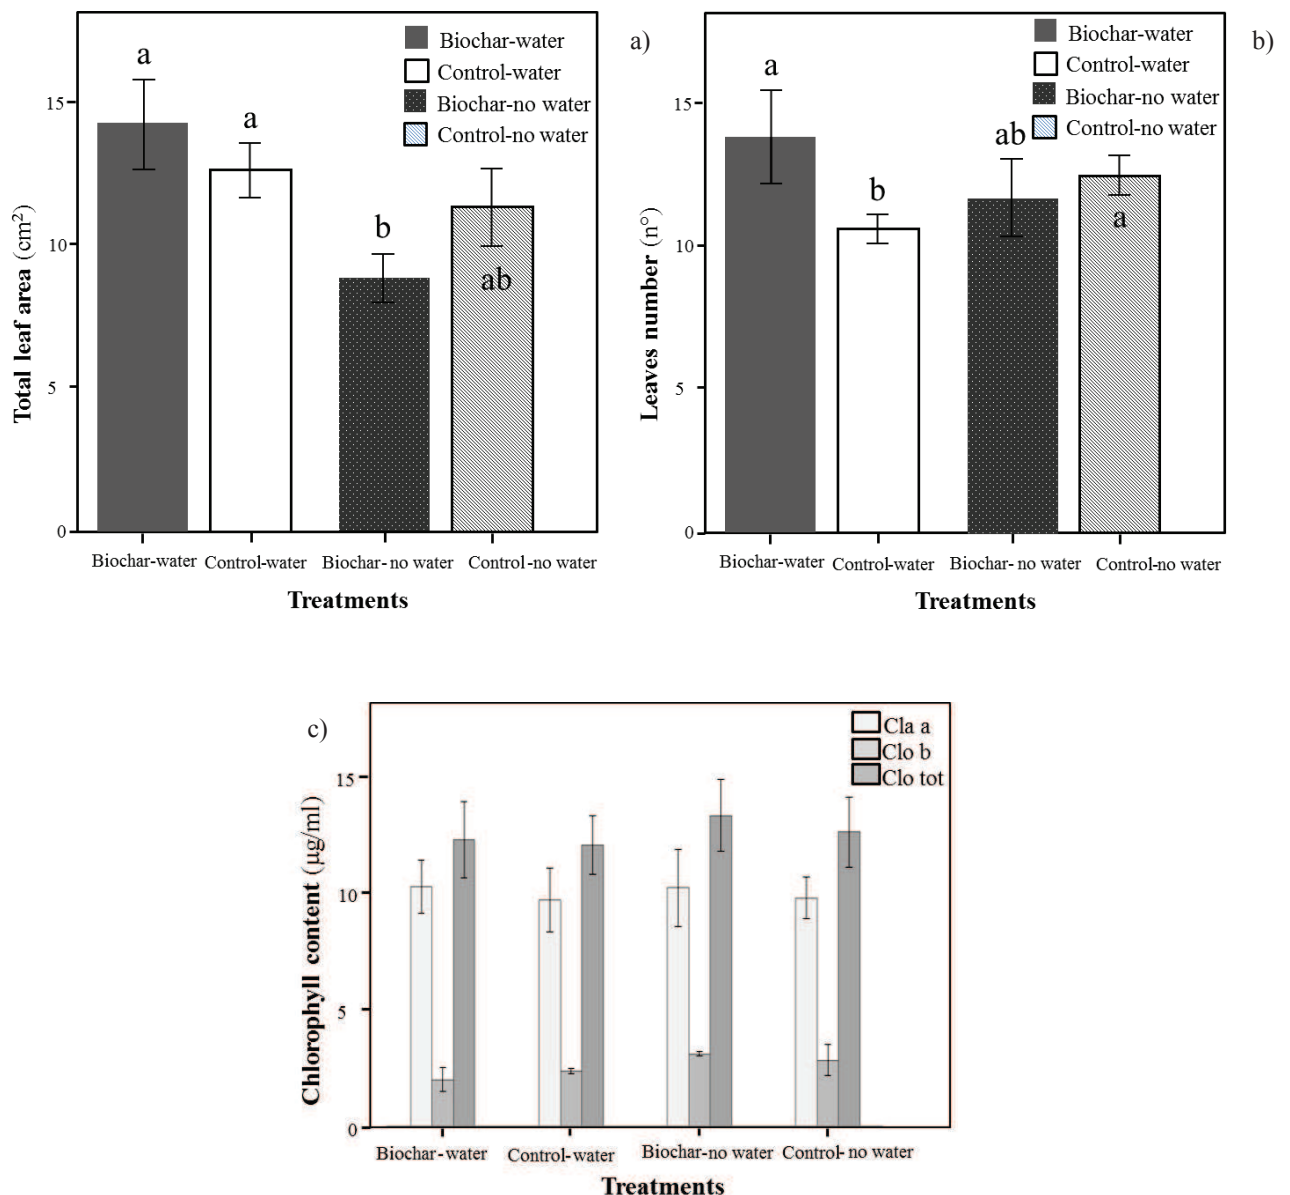 a)
Total leaf area (cm²)
15
10
5
0
a
a
b
ab
Biochar-water
Control-water
Biochar-no water
Control-no water
Biochar-water
Control-water
Biochar- no water
Control -no water
Treatments
b)
Leaves number (n°)
15
10
5
0
a
b
ab
a
Biochar-water
Control-water
Biochar-no water
Control-no water
Biochar-water
Control-water
Biochar- no water
Control-no water
Treatments
c)
Chlorophyll content (μg/ml)
15
10
5
0
Cla a
Clo b
Clo tot
Biochar-water
Control-water
Biochar-no water
Control- no water
Treatments